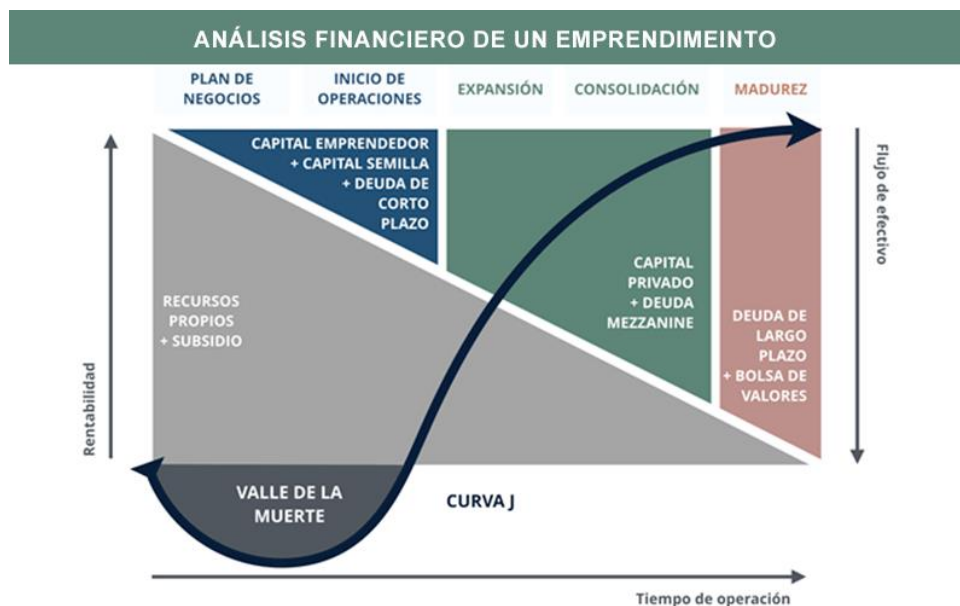 ANÁLISIS FINANCIERO DE UN EMPRENDIMEINTO
PLAN DE
NEGOCIOS
INICIO DE
OPERACIONES
EXPANSIÓN
CONSOLIDACIÓN
MADUREZ
CAPITAL EMPRENDEDOR
+ CAPITAL SEMILLA
+ DEUDA DE
CORTO
PLAZO
Rentabilidad
Flujo de efectivo
RECURSOS
PROPIOS
+ SUBSIDIO
CAPITAL
PRIVADO
+ DEUDA
MEZZANINE
DEUDA DE
LARGO
PLAZO
+ BOLSA DE
VALORES
VALLE DE LA
MUERTE
CURVA J
Tiempo de operación